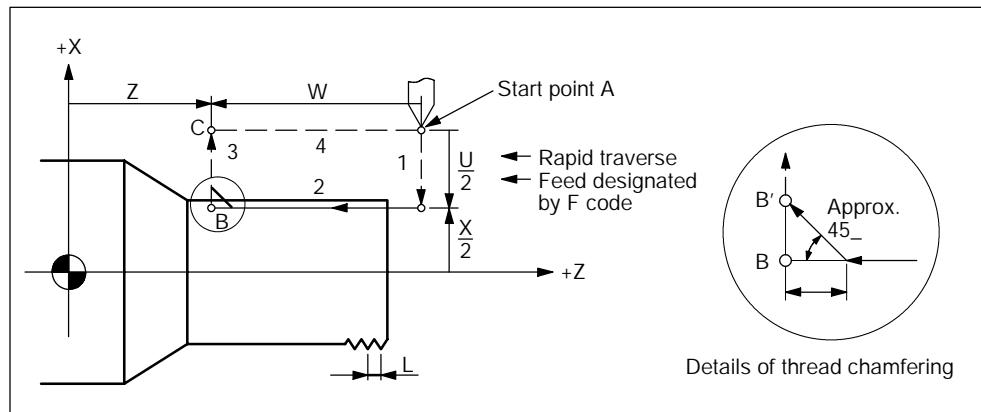 +X
Z
W
Start point A
C
3
4
1
U
2
Rapid traverse
Feed designated
by F code
2
B
X
2
+Z
L
B′
Approx.
45_
B
Details of thread chamfering